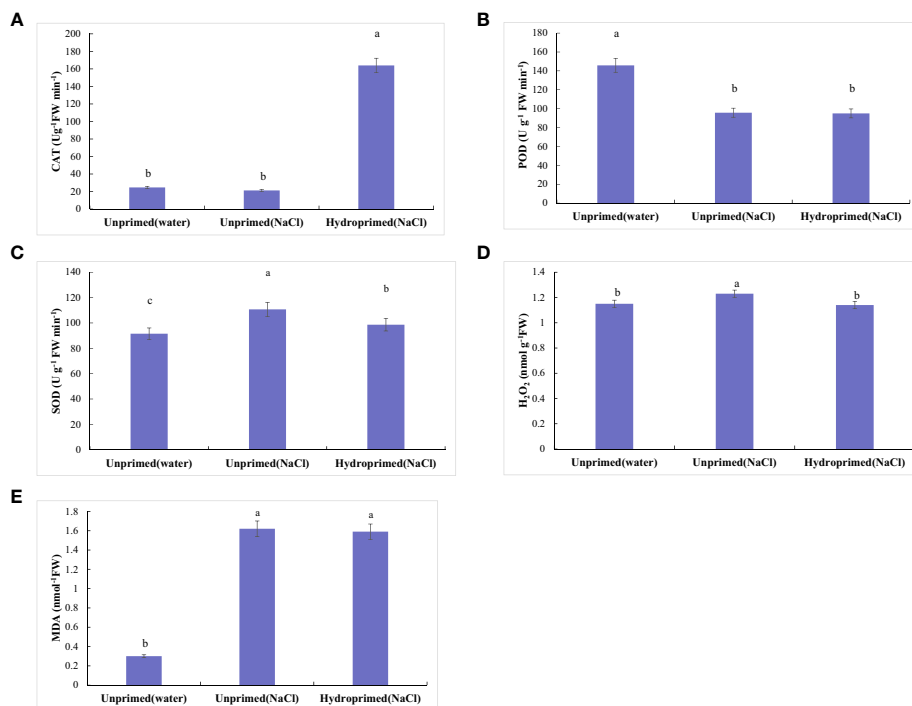 A
CAT (Ug⁻¹FW min⁻¹)
200
180
160
140
120
100
80
60
40
20
0
b
b
a
Unprimed(water) Unprimed(NaCl) Hydroprimed(NaCl)
B
POD (U g⁻¹ FW min⁻¹)
180
160
140
120
100
80
60
40
20
0
a
b
b
Unprimed(water) Unprimed(NaCl) Hydroprimed(NaCl)
C
SOD (U g⁻¹ FW min⁻¹)
140
120
100
80
60
40
20
0
c
a
b
Unprimed(water) Unprimed(NaCl) Hydroprimed(NaCl)
D
H₂O₂ (nmol g⁻¹FW)
1.4
1.2
1
0.8
0.6
0.4
0.2
0
b
a
b
Unprimed(water) Unprimed(NaCl) Hydroprimed(NaCl)
E
MDA (nmol⁻¹FW)
1.8
1.6
1.4
1.2
1
0.8
0.6
0.4
0.2
0
b
a
a
Unprimed(water) Unprimed(NaCl) Hydroprimed(NaCl)